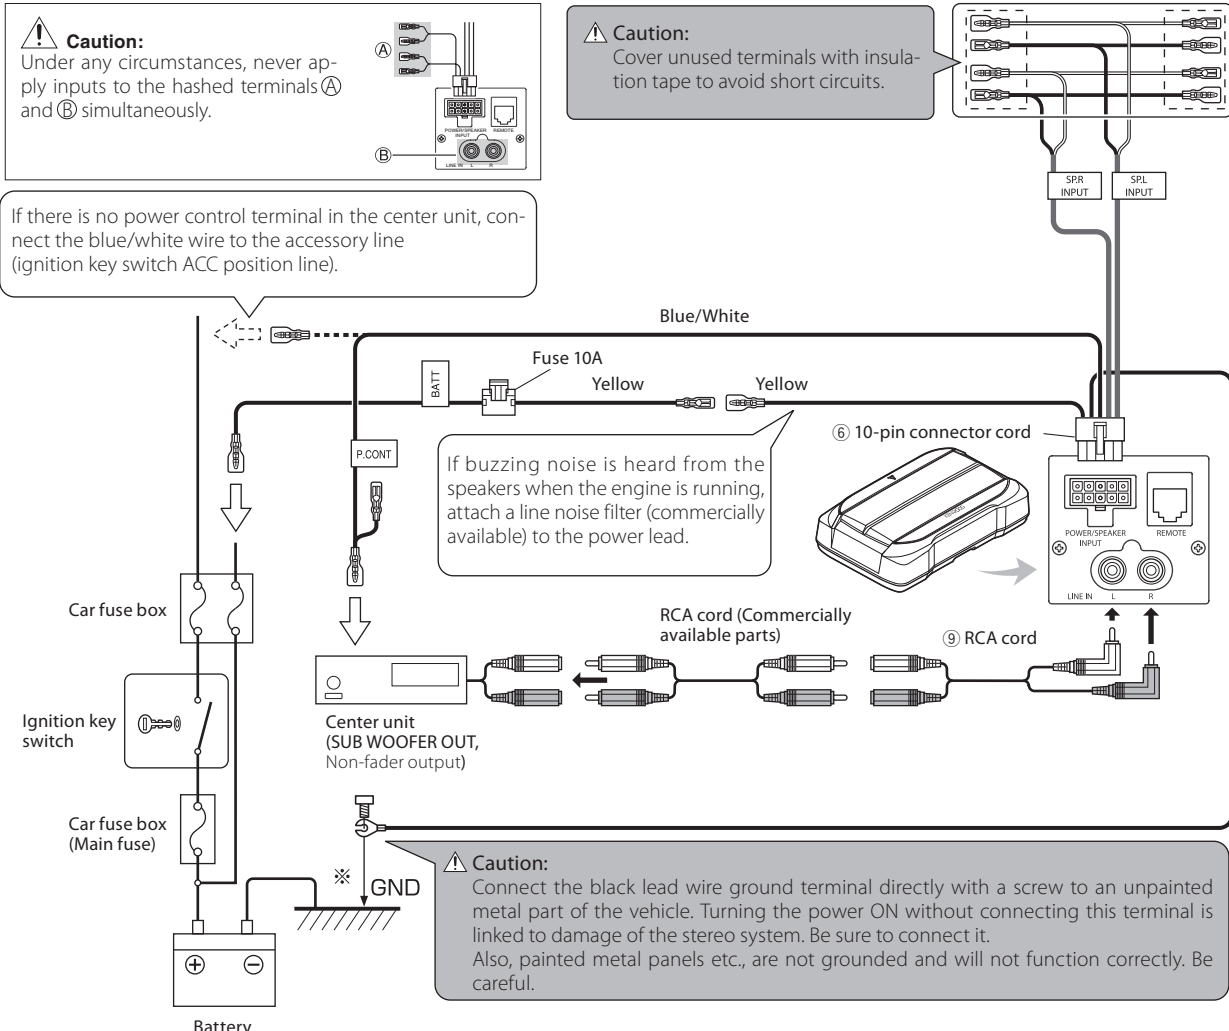 Caution:
Under any circumstances, never ap-
ply inputs to the hashed terminals Ⓐ
and Ⓑ simultaneously.
Ⓐ
POWER/SPEAKER
INPUT
REMOTE
Ⓑ
LINE IN L R
Caution:
Cover unused terminals with insula-
tion tape to avoid short circuits.
SP.R
INPUT
SP.L
INPUT
If there is no power control terminal in the center unit, con-
nect the blue/white wire to the accessory line
(ignition key switch ACC position line).
Blue/White
BATT
Fuse 10A
Yellow
Yellow
P.CONT
If buzzing noise is heard from the
speakers when the engine is running,
attach a line noise filter (commercially
available) to the power lead.
⑥ 10-pin connector cord
POWER/SPEAKER
INPUT
REMOTE
LINE IN L R
Car fuse box
RCA cord (Commercially
available parts)
⑨ RCA cord
Ignition key
switch
Center unit
(SUB WOOFER OUT,
Non-fader output)
Car fuse box
(Main fuse)
※
GND
Caution:
Connect the black lead wire ground terminal directly with a screw to an unpainted
metal part of the vehicle. Turning the power ON without connecting this terminal is
linked to damage of the stereo system. Be sure to connect it.
Also, painted metal panels etc., are not grounded and will not function correctly. Be
careful.
⊕ ⊖
Battery